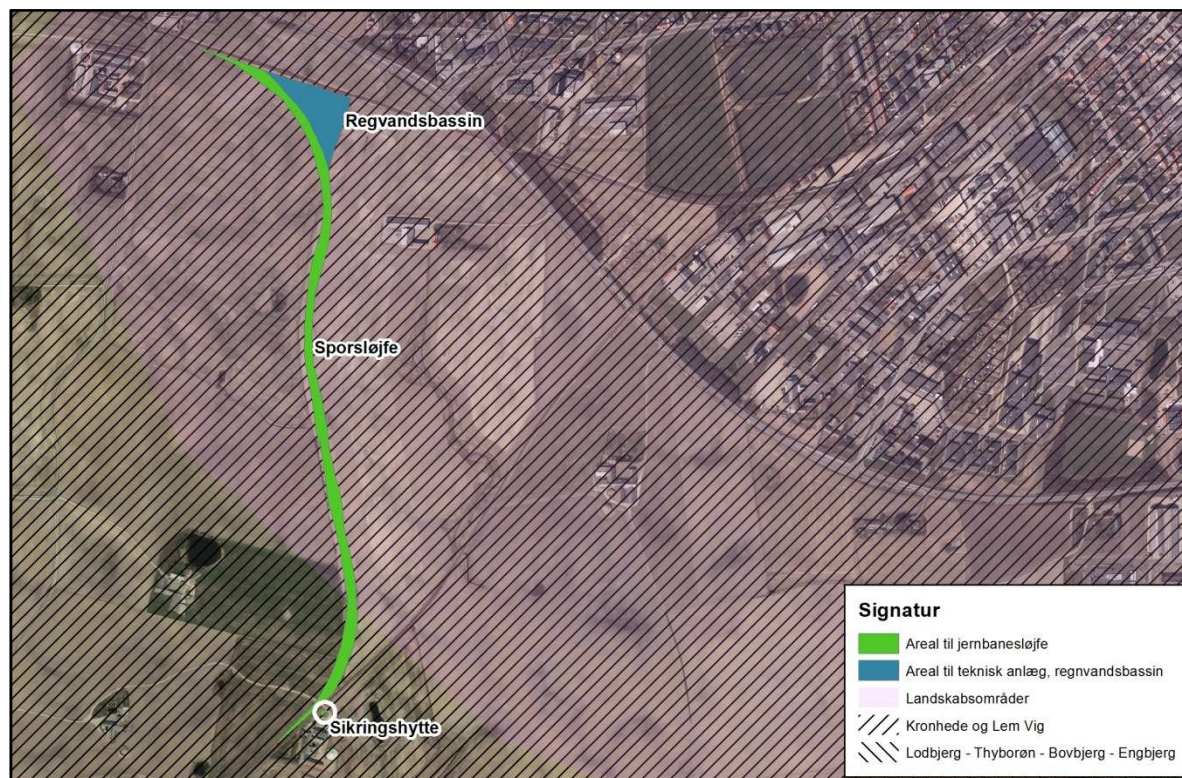 Regvandsbassin
Sporsløjfe
Sikringshytte
Signatur
Areal til jernbanesløjfe
Areal til teknisk anlæg, regnvandsbassin
Landskabsområder
Kronhede og Lem Vig
Lodbjerg - Thyborøn - Bovbjerg - Engbjerg